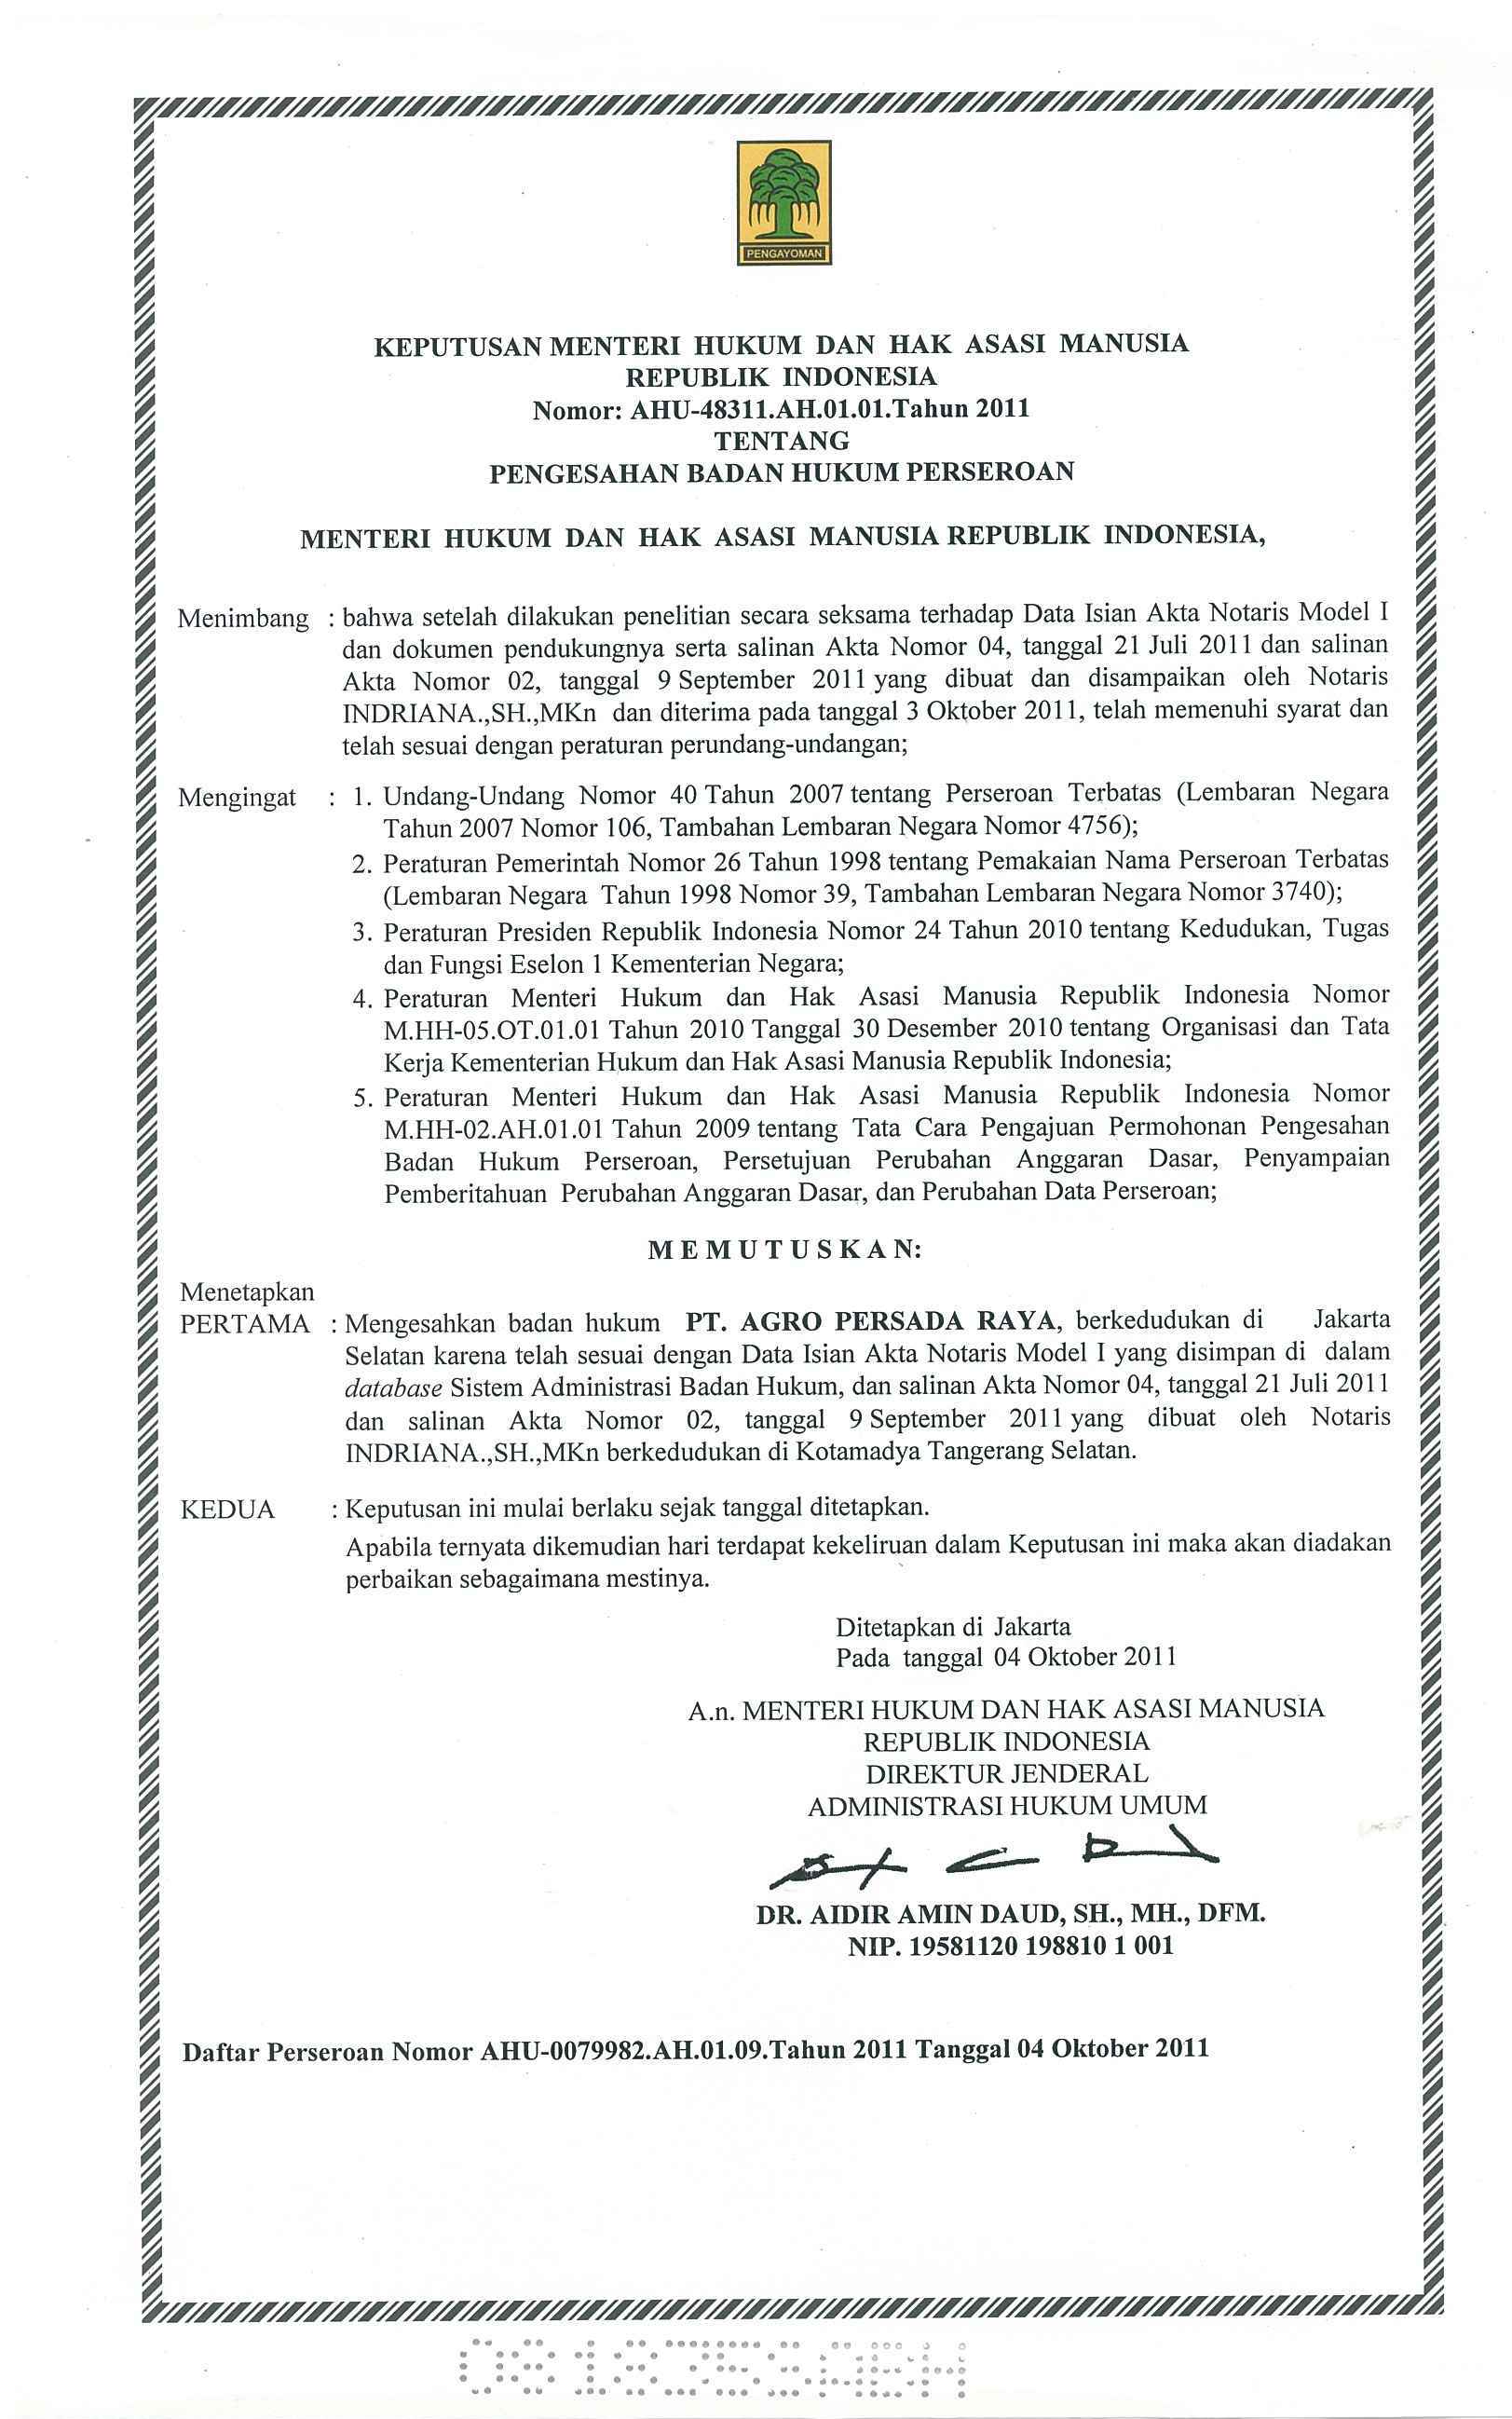 PENGAYOMAN
KEPUTUSAN MENTERI HUKUM DAN HAK ASASI MANUSIA
REPUBLIK INDONESIA
Nomor: AHU-48311.AH.01.01.Tahun 2011
TENTANG
PENGESAHAN BADAN HUKUM PERSEROAN
MENTERI HUKUM DAN HAK ASASI MANUSIA REPUBLIK INDONESIA,
Menimbang : bahwa setelah dilakukan penelitian secara seksama terhadap Data Isian Akta Notaris Model I
dan dokumen pendukungnya serta salinan Akta Nomor 04, tanggal 21 Juli 2011 dan salinan
Akta Nomor 02, tanggal 9 September 2011 yang dibuat dan disampaikan oleh Notaris
INDRIANA.,SH.,MKn dan diterima pada tanggal 3 Oktober 2011, telah memenuhi syarat dan
telah sesuai dengan peraturan perundang-undangan;
Mengingat : 1. Undang-Undang Nomor 40 Tahun 2007 tentang Perseroan Terbatas (Lembaran Negara
Tahun 2007 Nomor 106, Tambahan Lembaran Negara Nomor 4756);
2. Peraturan Pemerintah Nomor 26 Tahun 1998 tentang Pemakaian Nama Perseroan Terbatas
(Lembaran Negara Tahun 1998 Nomor 39, Tambahan Lembaran Negara Nomor 3740);
3. Peraturan Presiden Republik Indonesia Nomor 24 Tahun 2010 tentang Kedudukan, Tugas
dan Fungsi Eselon 1 Kementerian Negara;
4. Peraturan Menteri Hukum dan Hak Asasi Manusia Republik Indonesia Nomor
M.HH-05.OT.01.01 Tahun 2010 Tanggal 30 Desember 2010 tentang Organisasi dan Tata
Kerja Kementerian Hukum dan Hak Asasi Manusia Republik Indonesia;
5. Peraturan Menteri Hukum dan Hak Asasi Manusia Republik Indonesia Nomor
M.HH-02.AH.01.01 Tahun 2009 tentang Tata Cara Pengajuan Permohonan Pengesahan
Badan Hukum Perseroan, Persetujuan Perubahan Anggaran Dasar, Penyampaian
Pemberitahuan Perubahan Anggaran Dasar, dan Perubahan Data Perseroan;
M E M U T U S K A N:
Menetapkan
PERTAMA : Mengesahkan badan hukum PT. AGRO PERSADA RAYA, berkedudukan di Jakarta
Selatan karena telah sesuai dengan Data Isian Akta Notaris Model I yang disimpan di dalam
database Sistem Administrasi Badan Hukum, dan salinan Akta Nomor 04, tanggal 21 Juli 2011
dan salinan Akta Nomor 02, tanggal 9 September 2011 yang dibuat oleh Notaris
INDRIANA.,SH.,MKn berkedudukan di Kotamadya Tangerang Selatan.
KEDUA : Keputusan ini mulai berlaku sejak tanggal ditetapkan.
Apabila ternyata dikemudian hari terdapat kekeliruan dalam Keputusan ini maka akan diadakan
perbaikan sebagaimana mestinya.
Ditetapkan di Jakarta
Pada tanggal 04 Oktober 2011
A.n. MENTERI HUKUM DAN HAK ASASI MANUSIA
REPUBLIK INDONESIA
DIREKTUR JENDERAL
ADMINISTRASI HUKUM UMUM
DR. AIDIR AMIN DAUD, SH., MH., DFM.
NIP. 19581120 198810 1 001
Daftar Perseroan Nomor AHU-0079982.AH.01.09.Tahun 2011 Tanggal 04 Oktober 2011